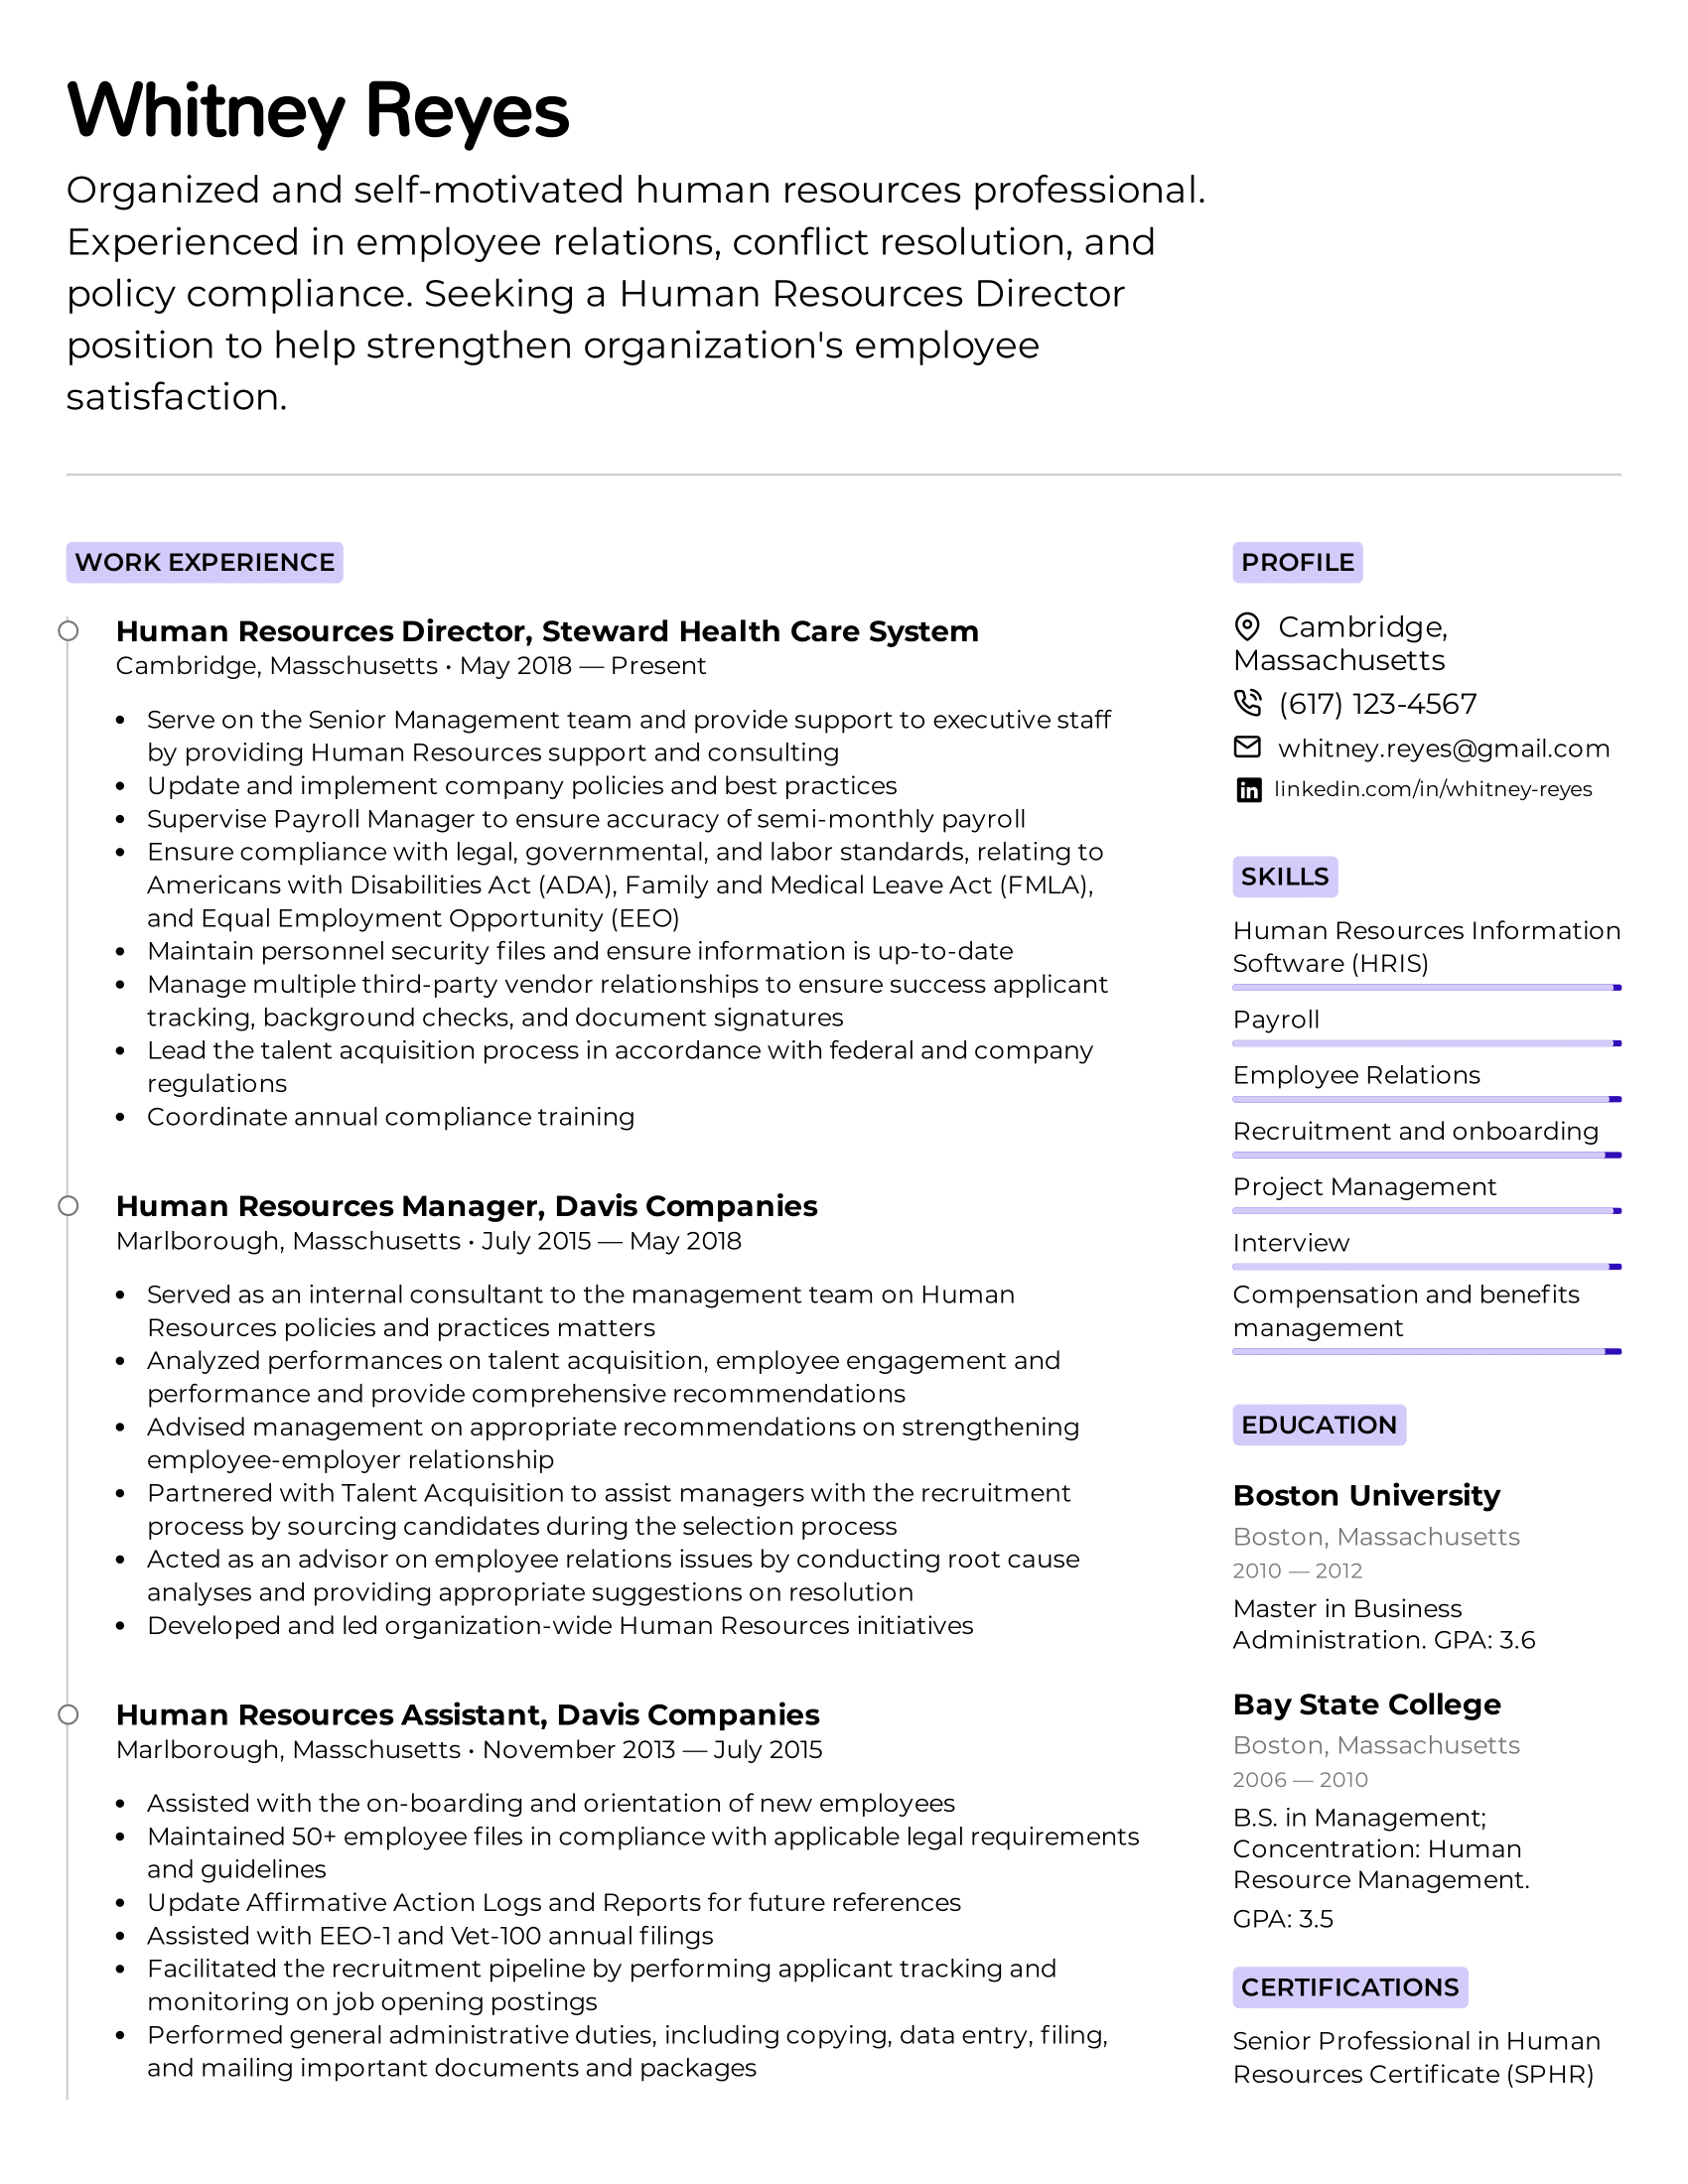 Whitney Reyes
Organized and self-motivated human resources professional.
Experienced in employee relations, conflict resolution, and
policy compliance. Seeking a Human Resources Director
position to help strengthen organization's employee
satisfaction.
WORK EXPERIENCE
Human Resources Director, Steward Health Care System
Cambridge, Masschusetts • May 2018 — Present
• Serve on the Senior Management team and provide support to executive staff
by providing Human Resources support and consulting
• Update and implement company policies and best practices
• Supervise Payroll Manager to ensure accuracy of semi-monthly payroll
• Ensure compliance with legal, governmental, and labor standards, relating to
Americans with Disabilities Act (ADA), Family and Medical Leave Act (FMLA),
and Equal Employment Opportunity (EEO)
• Maintain personnel security files and ensure information is up-to-date
• Manage multiple third-party vendor relationships to ensure success applicant
tracking, background checks, and document signatures
• Lead the talent acquisition process in accordance with federal and company
regulations
• Coordinate annual compliance training
Human Resources Manager, Davis Companies
Marlborough, Masschusetts • July 2015 — May 2018
• Served as an internal consultant to the management team on Human
Resources policies and practices matters
• Analyzed performances on talent acquisition, employee engagement and
performance and provide comprehensive recommendations
• Advised management on appropriate recommendations on strengthening
employee-employer relationship
• Partnered with Talent Acquisition to assist managers with the recruitment
process by sourcing candidates during the selection process
• Acted as an advisor on employee relations issues by conducting root cause
analyses and providing appropriate suggestions on resolution
• Developed and led organization-wide Human Resources initiatives
Human Resources Assistant, Davis Companies
Marlborough, Masschusetts • November 2013 — July 2015
• Assisted with the on-boarding and orientation of new employees
• Maintained 50+ employee files in compliance with applicable legal requirements
and guidelines
• Update Affirmative Action Logs and Reports for future references
• Assisted with EEO-1 and Vet-100 annual filings
• Facilitated the recruitment pipeline by performing applicant tracking and
monitoring on job opening postings
• Performed general administrative duties, including copying, data entry, filing,
and mailing important documents and packages
PROFILE
Cambridge,
Massachusetts
(617) 123-4567
whitney.reyes@gmail.com
linkedin.com/in/whitney-reyes
SKILLS
Human Resources Information
Software (HRIS)
Payroll
Employee Relations
Recruitment and onboarding
Project Management
Interview
Compensation and benefits
management
EDUCATION
Boston University
Boston, Massachusetts
2010 — 2012
Master in Business
Administration. GPA: 3.6
Bay State College
Boston, Massachusetts
2006 — 2010
B.S. in Management;
Concentration: Human
Resource Management.
GPA: 3.5
CERTIFICATIONS
Senior Professional in Human
Resources Certificate (SPHR)